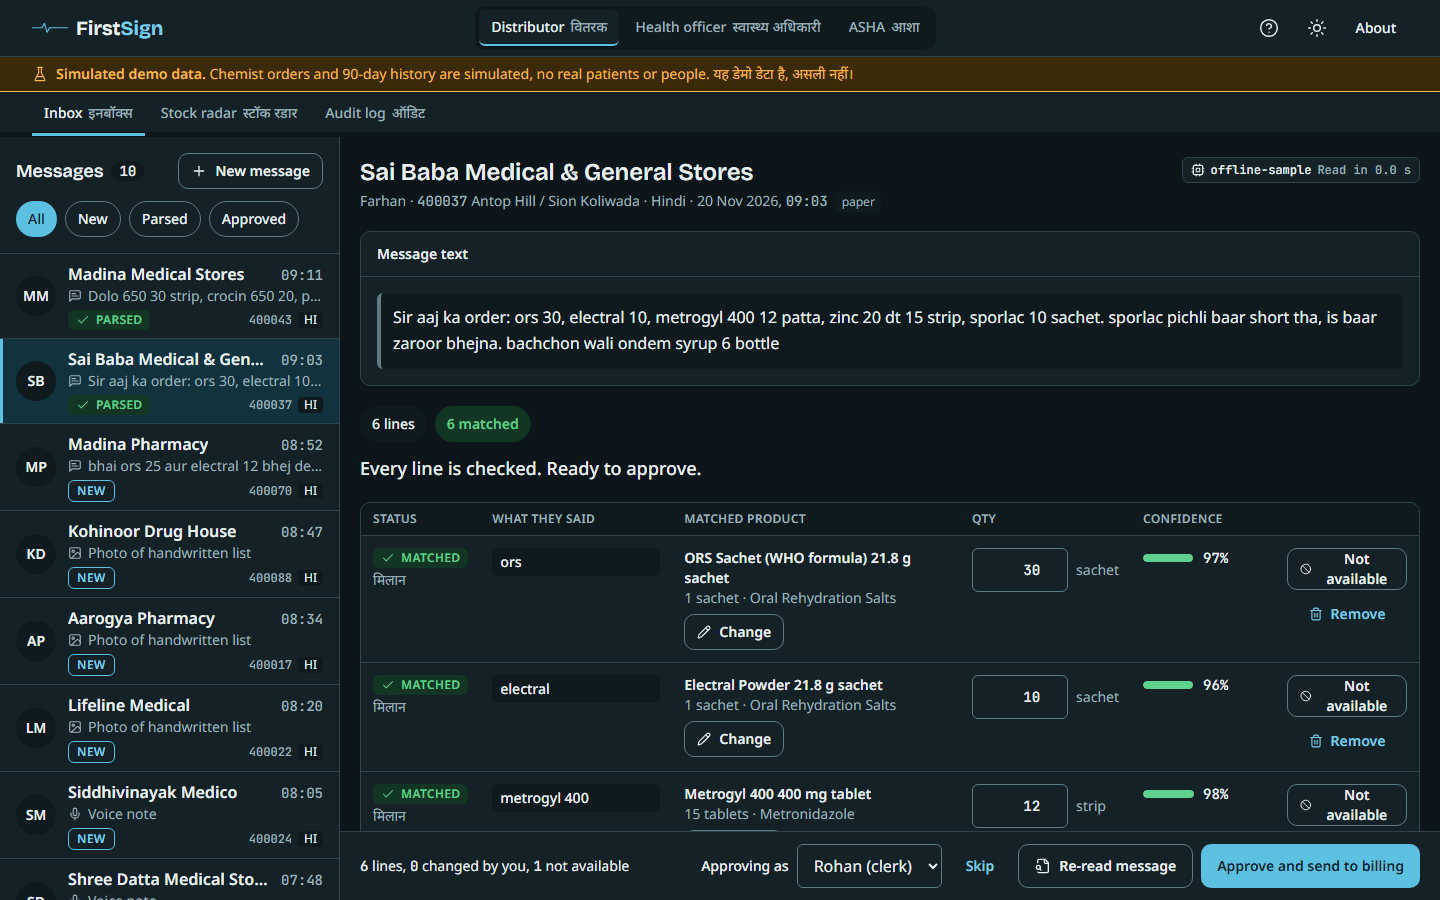 FirstSign
Distributor वितरक
Health officer स्वास्थ्य अधिकारी
ASHA आशा
About
Simulated demo data. Chemist orders and 90-day history are simulated, no real patients or people. यह डेमो डेटा है, असली नहीं।
Inbox इनबॉक्स
Stock radar स्टॉक रडार
Audit log ऑडिट
Messages 10
New message
All
New
Parsed
Approved
MM
Madina Medical Stores 09:11
Dolo 650 30 strip, crocin 650 20, p...
PARSED 400043 HI
SB
Sai Baba Medical & Gen... 09:03
Sir aaj ka order: ors 30, electral 10...
PARSED 400037 HI
MP
Madina Pharmacy 08:52
bhai ors 25 aur electral 12 bhej de...
NEW 400070 HI
KD
Kohinoor Drug House 08:47
Photo of handwritten list
NEW 400088 HI
AP
Aarogya Pharmacy 08:34
Photo of handwritten list
NEW 400017 HI
LM
Lifeline Medical 08:20
Photo of handwritten list
NEW 400022 HI
SM
Siddhivinayak Medico 08:05
Voice note
NEW 400024 HI
Shree Datta Medical Sto... 07:48
Sai Baba Medical & General Stores
Farhan · 400037 Antop Hill / Sion Koliwada · Hindi · 20 Nov 2026, 09:03 paper
offline-sample Read in 0.0 s
Message text
Sir aaj ka order: ors 30, electral 10, metrogyl 400 12 patta, zinc 20 dt 15 strip, sporlac 10 sachet. sporlac pichli baar short tha, is baar
zaroor bhejna. bachchon wali ondem syrup 6 bottle
6 lines
6 matched
Every line is checked. Ready to approve.
STATUS WHAT THEY SAID MATCHED PRODUCT QTY CONFIDENCE
MATCHED
मिलान
ors
ORS Sachet (WHO formula) 21.8 g
sachet
1 sachet · Oral Rehydration Salts
Change
30 sachet
97%
Not
available
Remove
MATCHED
मिलान
electral
Electral Powder 21.8 g sachet
1 sachet · Oral Rehydration Salts
Change
10 sachet
96%
Not
available
Remove
MATCHED
मिलान
metrogyl 400
Metrogyl 400 400 mg tablet
15 tablets · Metronidazole
12 strip
98%
Not
available
6 lines, 0 changed by you, 1 not available
Approving as
Rohan (clerk)
Skip
Re-read message
Approve and send to billing